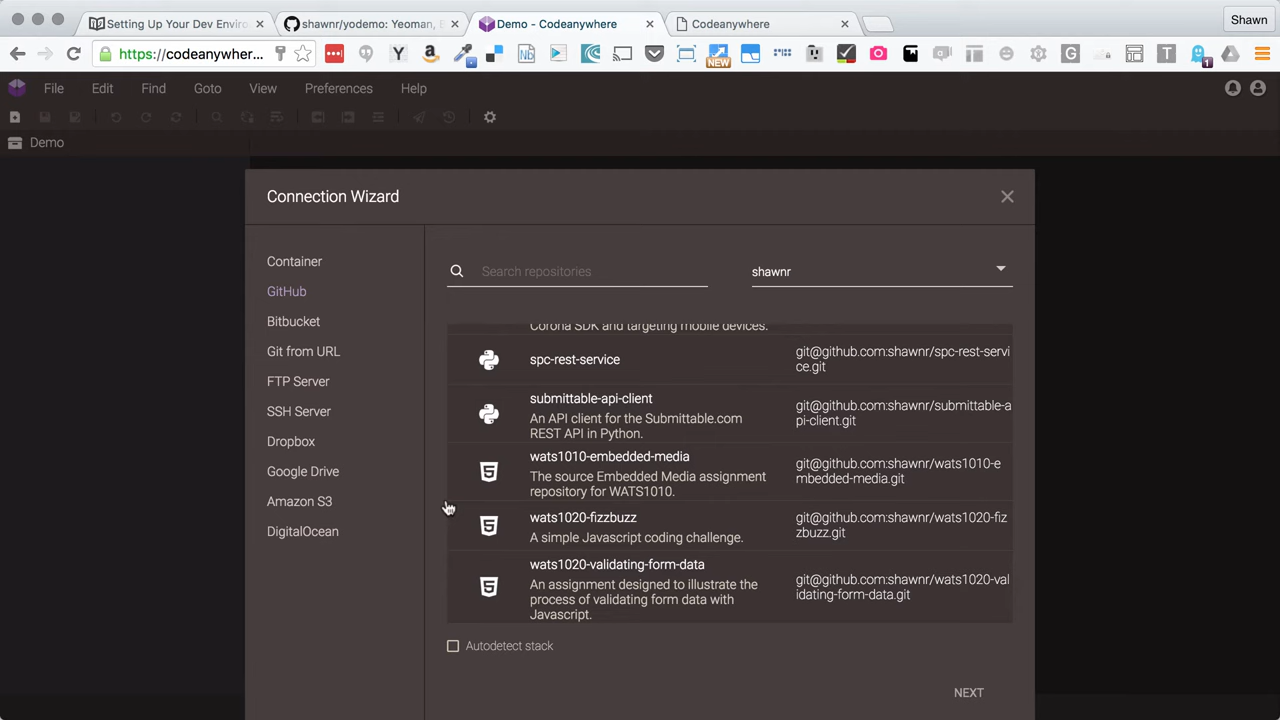 Setting Up Your Dev Enviro
shawnr/yodemo: Yeoman, B
Demo - Codeanywhere
Codeanywhere
Shawn
https://codeanywher...
NEW
File Edit Find Goto View Preferences Help
Demo
Connection Wizard
Container
GitHub
Bitbucket
Git from URL
FTP Server
SSH Server
Dropbox
Google Drive
Amazon S3
DigitalOcean
Search repositories
shawnr
Corona SDK and targeting mobile devices.
spc-rest-service
git@github.com:shawnr/spc-rest-servi
ce.git
submittable-api-client
An API client for the Submittable.com
REST API in Python.
git@github.com:shawnr/submittable-a
pi-client.git
wats1010-embedded-media
The source Embedded Media assignment
repository for WATS1010.
git@github.com:shawnr/wats1010-e
mbedded-media.git
wats1020-fizzbuzz
A simple Javascript coding challenge.
git@github.com:shawnr/wats1020-fiz
zbuzz.git
wats1020-validating-form-data
An assignment designed to illustrate the
process of validating form data with
Javascript.
git@github.com:shawnr/wats1020-val
idating-form-data.git
Autodetect stack
NEXT